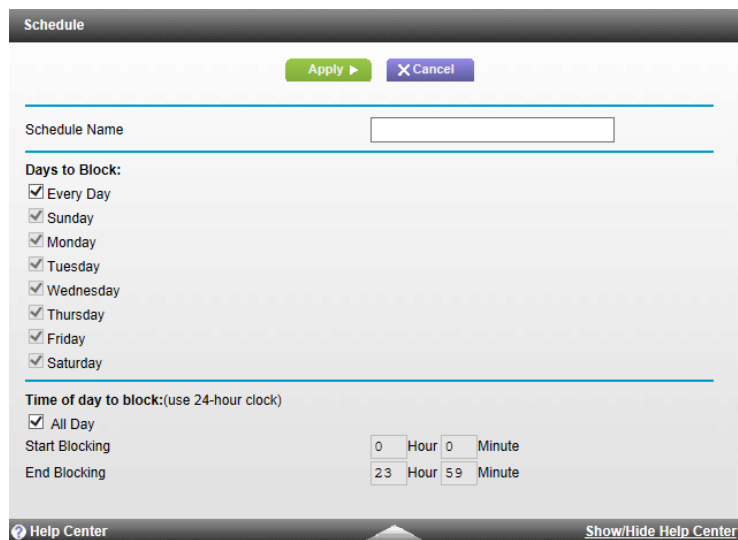 Schedule
Apply
Cancel
Schedule Name
Days to Block:
Every Day
Sunday
Monday
Tuesday
Wednesday
Thursday
Friday
Saturday
Time of day to block:(use 24-hour clock)
All Day
Start Blocking 0 Hour 0 Minute
End Blocking 23 Hour 59 Minute
? Help Center Show/Hide Help Center